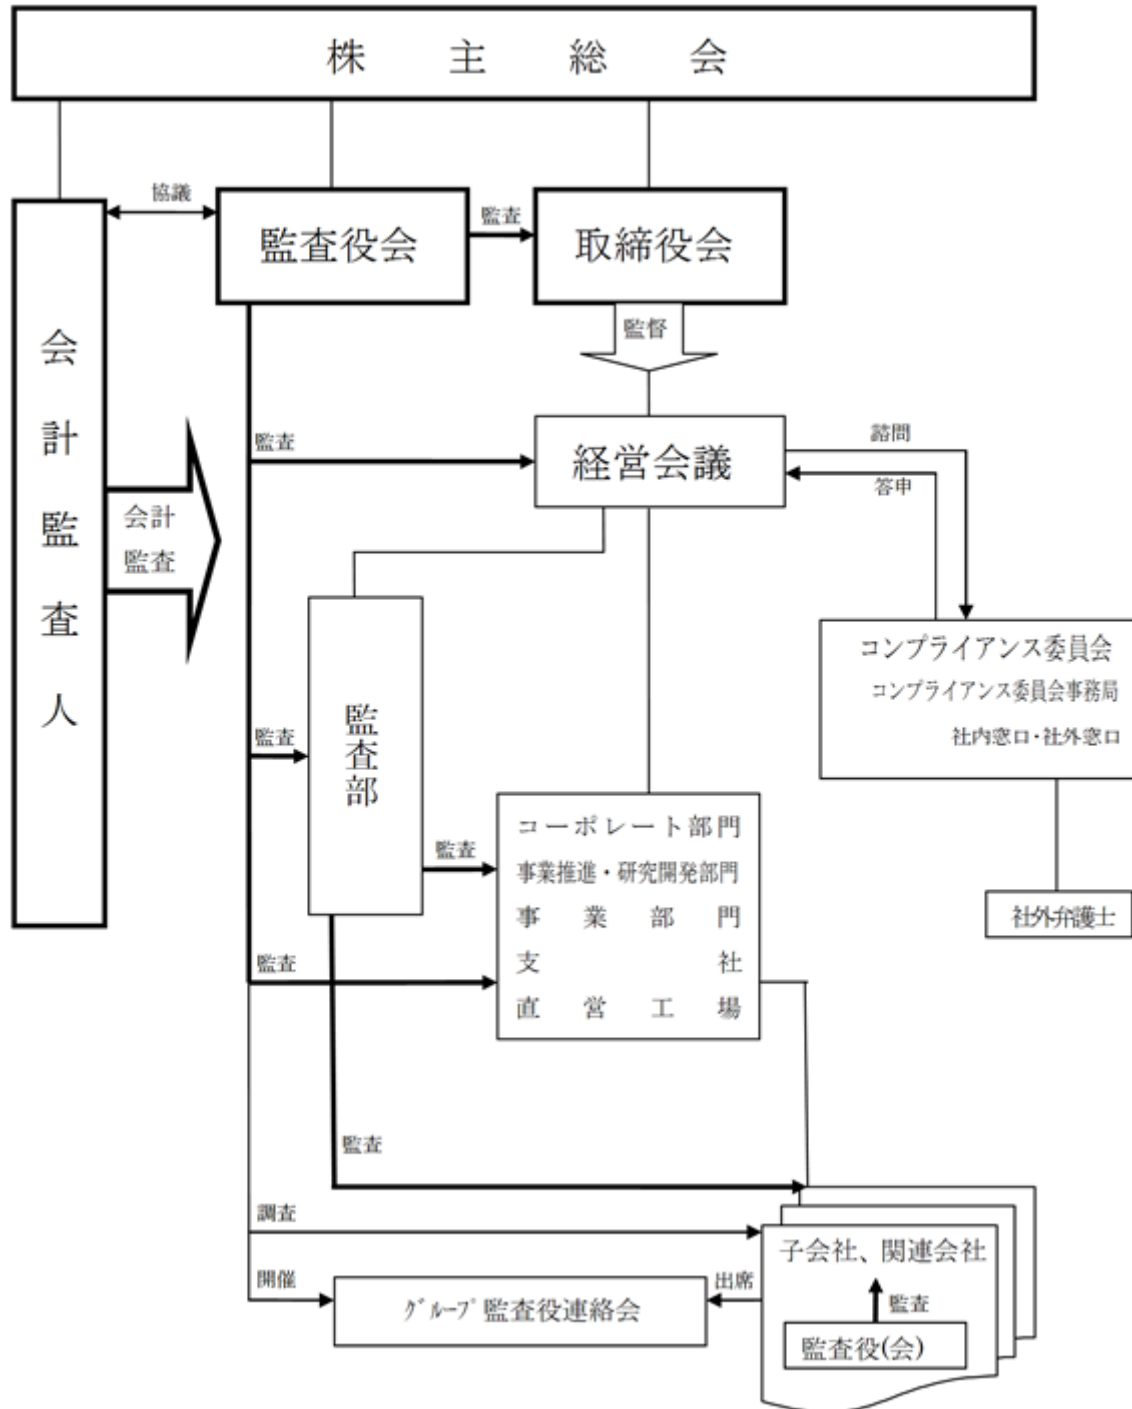 株主総会
協議
監査役会
監査
取締役会
監督
会計監査人
監査
経営会議
諮問
答申
会計
監査
コンプライアンス委員会
コンプライアンス委員会事務局
社内窓口・社外窓口
監査部
監査
監査
コーポレート部門
事業推進・研究開発部門
事業部門
支社
直営工場
社外弁護士
監査
監査
調査
子会社、関連会社
開催
グループ監査役連絡会
出席
監査
監査役(会)